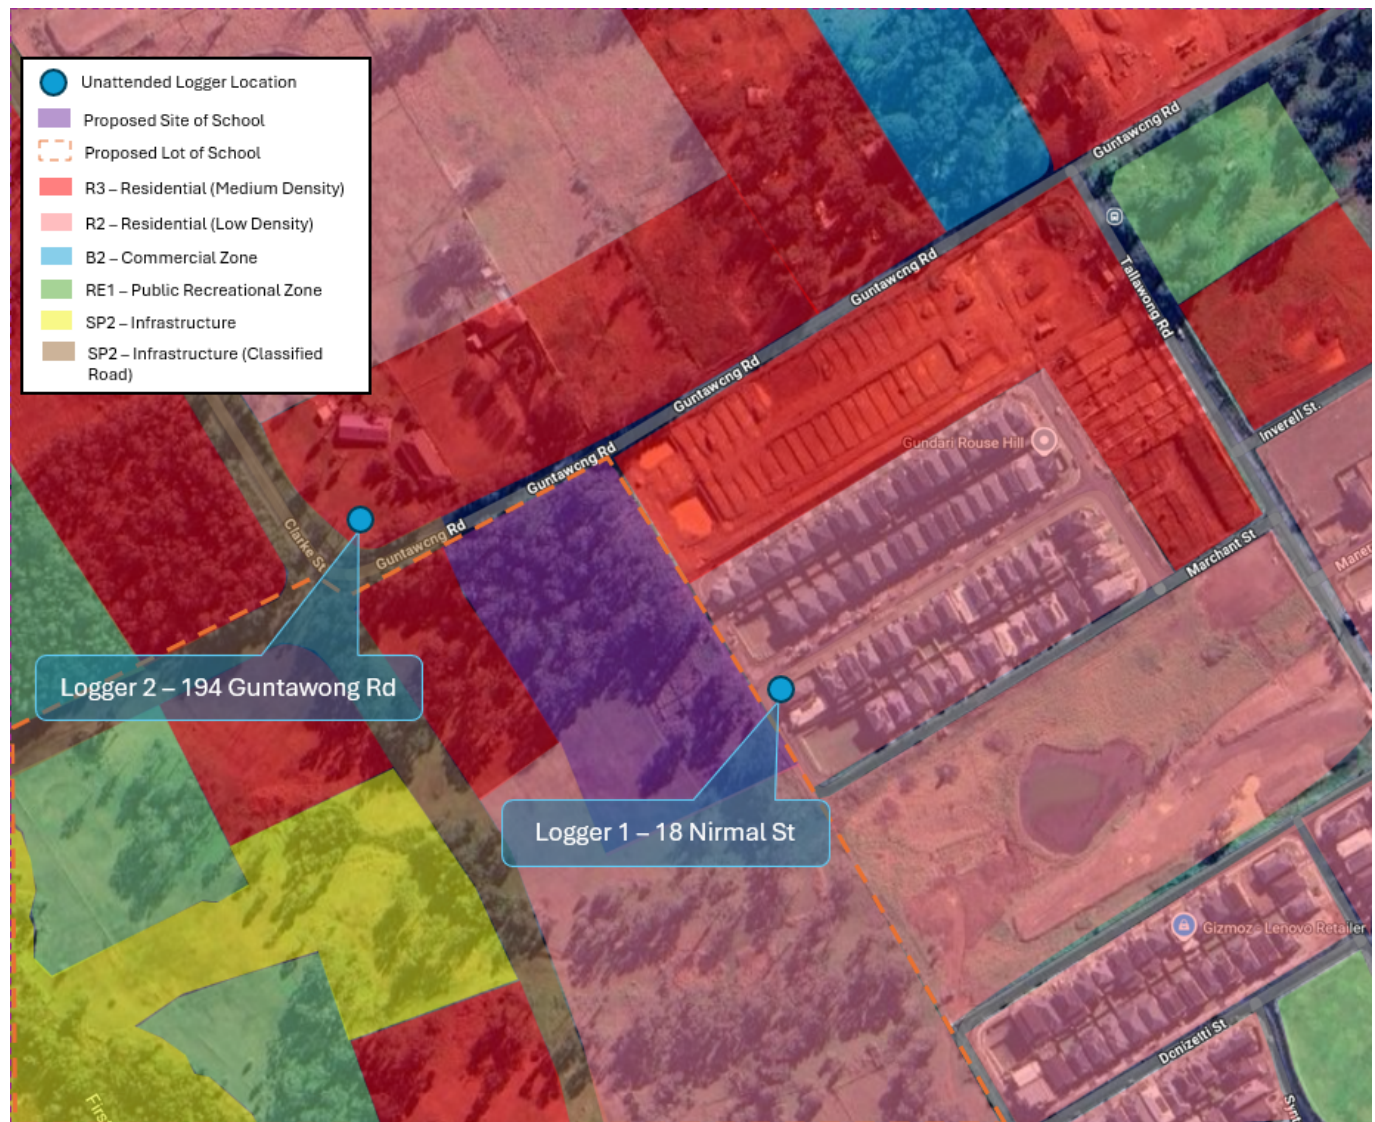 Unattended Logger Location
Proposed Site of School
Proposed Lot of School
R3 – Residential (Medium Density)
R2 – Residential (Low Density)
B2 – Commercial Zone
RE1 – Public Recreational Zone
SP2 – Infrastructure
SP2 – Infrastructure (Classified
Road)
Guntawong Rd
Tallawong Rd
Guntawong Rd
Guntawong Rd
Inverell St.
Gundari Rouse Hill
Guntawong Rd
Clarke St
Guntawong Rd
Marchant St
Logger 2 – 194 Guntawong Rd
Logger 1 – 18 Nirmal St
Gizmoz - Lenovo Retailer
Donizetti St